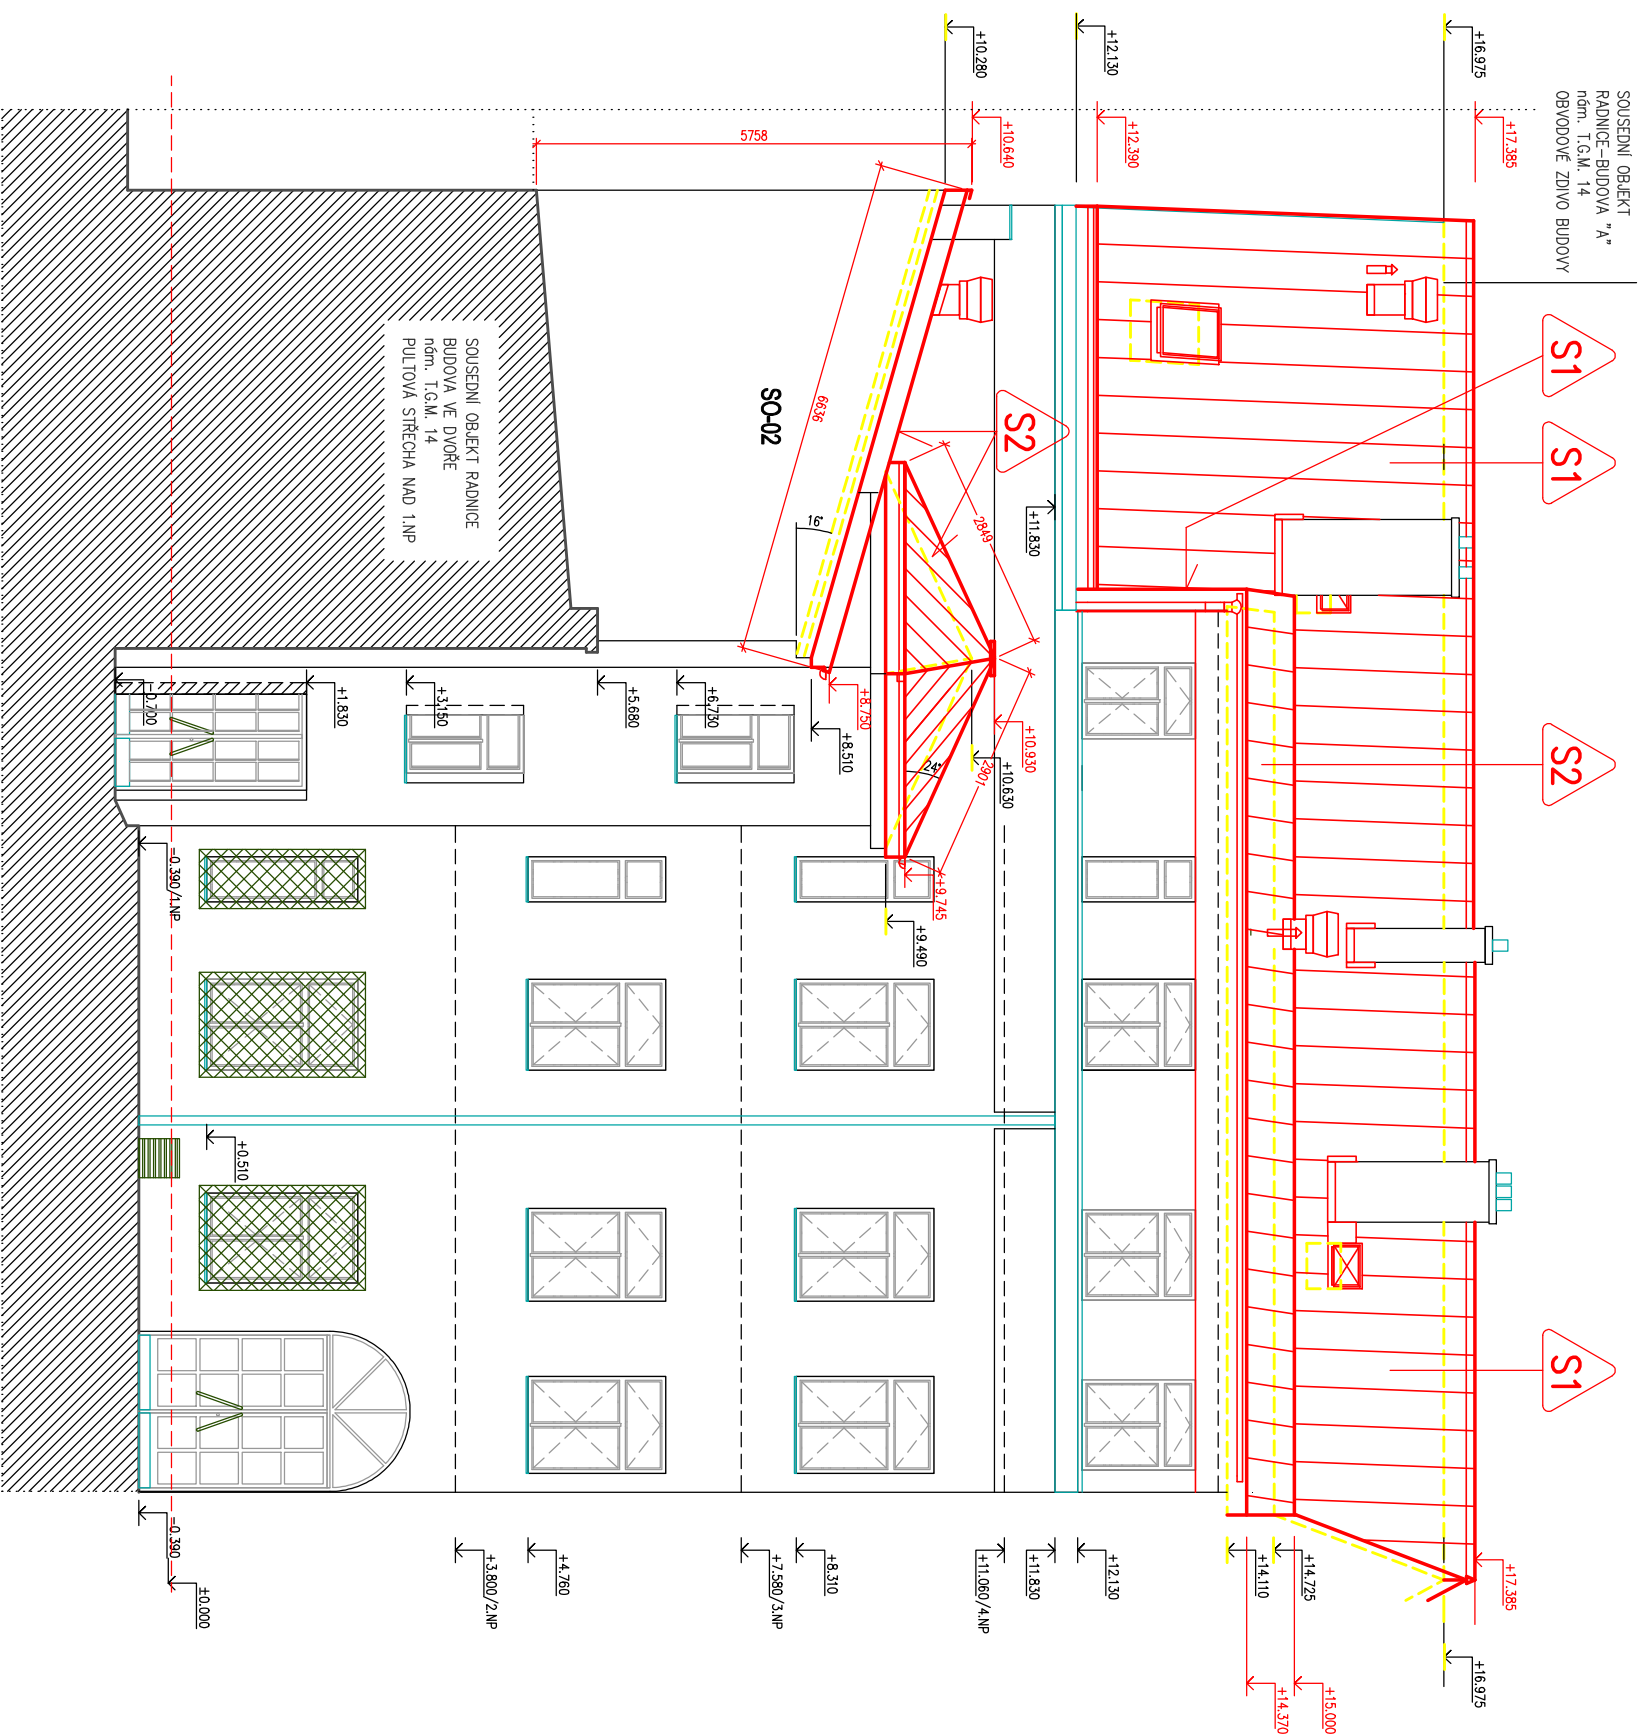 SOUSEDNÍ OBJEKT
RADNICE-BUDOVA "A"
nám. T.G.M. 14
OBVODOVÉ ZDIVO BUDOVY
S1
S1
S2
S1
+16.975
+17.385
+12.130
+12.390
+10.280
+10.640
5758
6636
S2
SO-02
16°
2849
2901
24°
+11.830
+10.930
+10.630
+9.745
+9.490
+8.750
+8.510
+6.730
+5.680
+3.150
+1.830
-0.700
-0.390/1.NP
+0.510
SOUSEDNÍ OBJEKT RADNICE
BUDOVA VE DVOŘE
nám. T.G.M. 14
PULTOVÁ STŘECHA NAD 1.NP
+17.385
+16.975
+15.000
+14.370
+14.725
+14.110
+12.130
+11.830
+11.060/4.NP
+8.310
+7.580/3.NP
+4.760
+3.800/2.NP
±0.000
-0.390